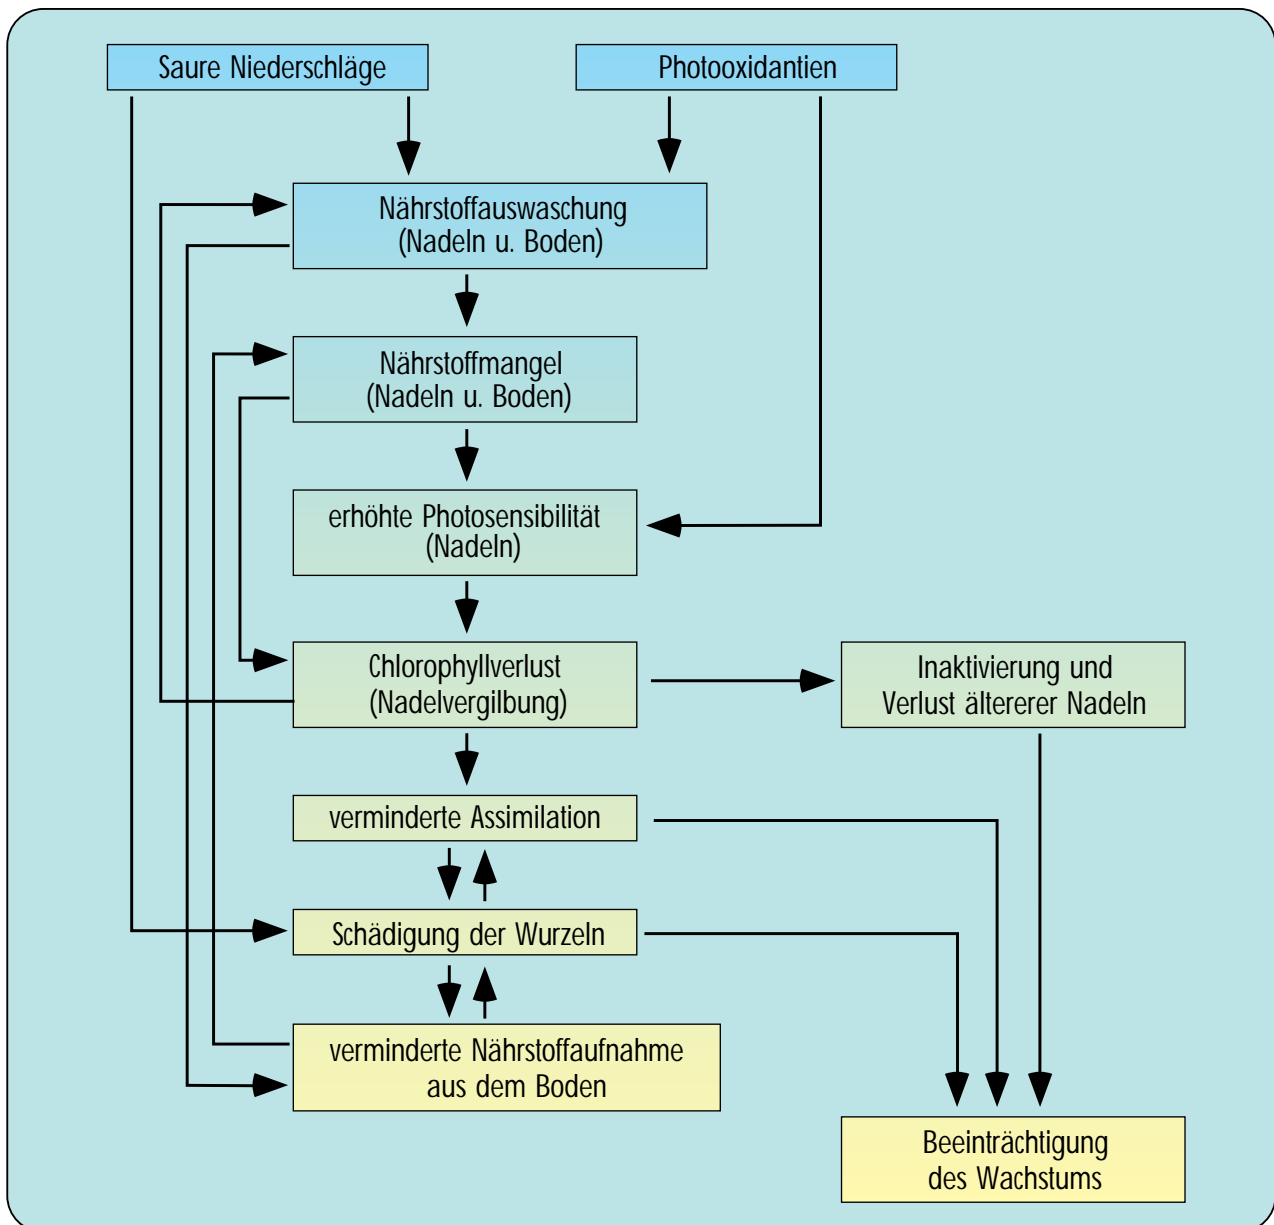 Saure Niederschläge
Photooxidantien
Nährstoffauswaschung
(Nadeln u. Boden)
Nährstoffmangel
(Nadeln u. Boden)
erhöhte Photosensibilität
(Nadeln)
Chlorophyllverlust
(Nadelvergilbung)
Inaktivierung und
Verlust ältererer Nadeln
verminderte Assimilation
Schädigung der Wurzeln
verminderte Nährstoffaufnahme
aus dem Boden
Beeinträchtigung
des Wachstums